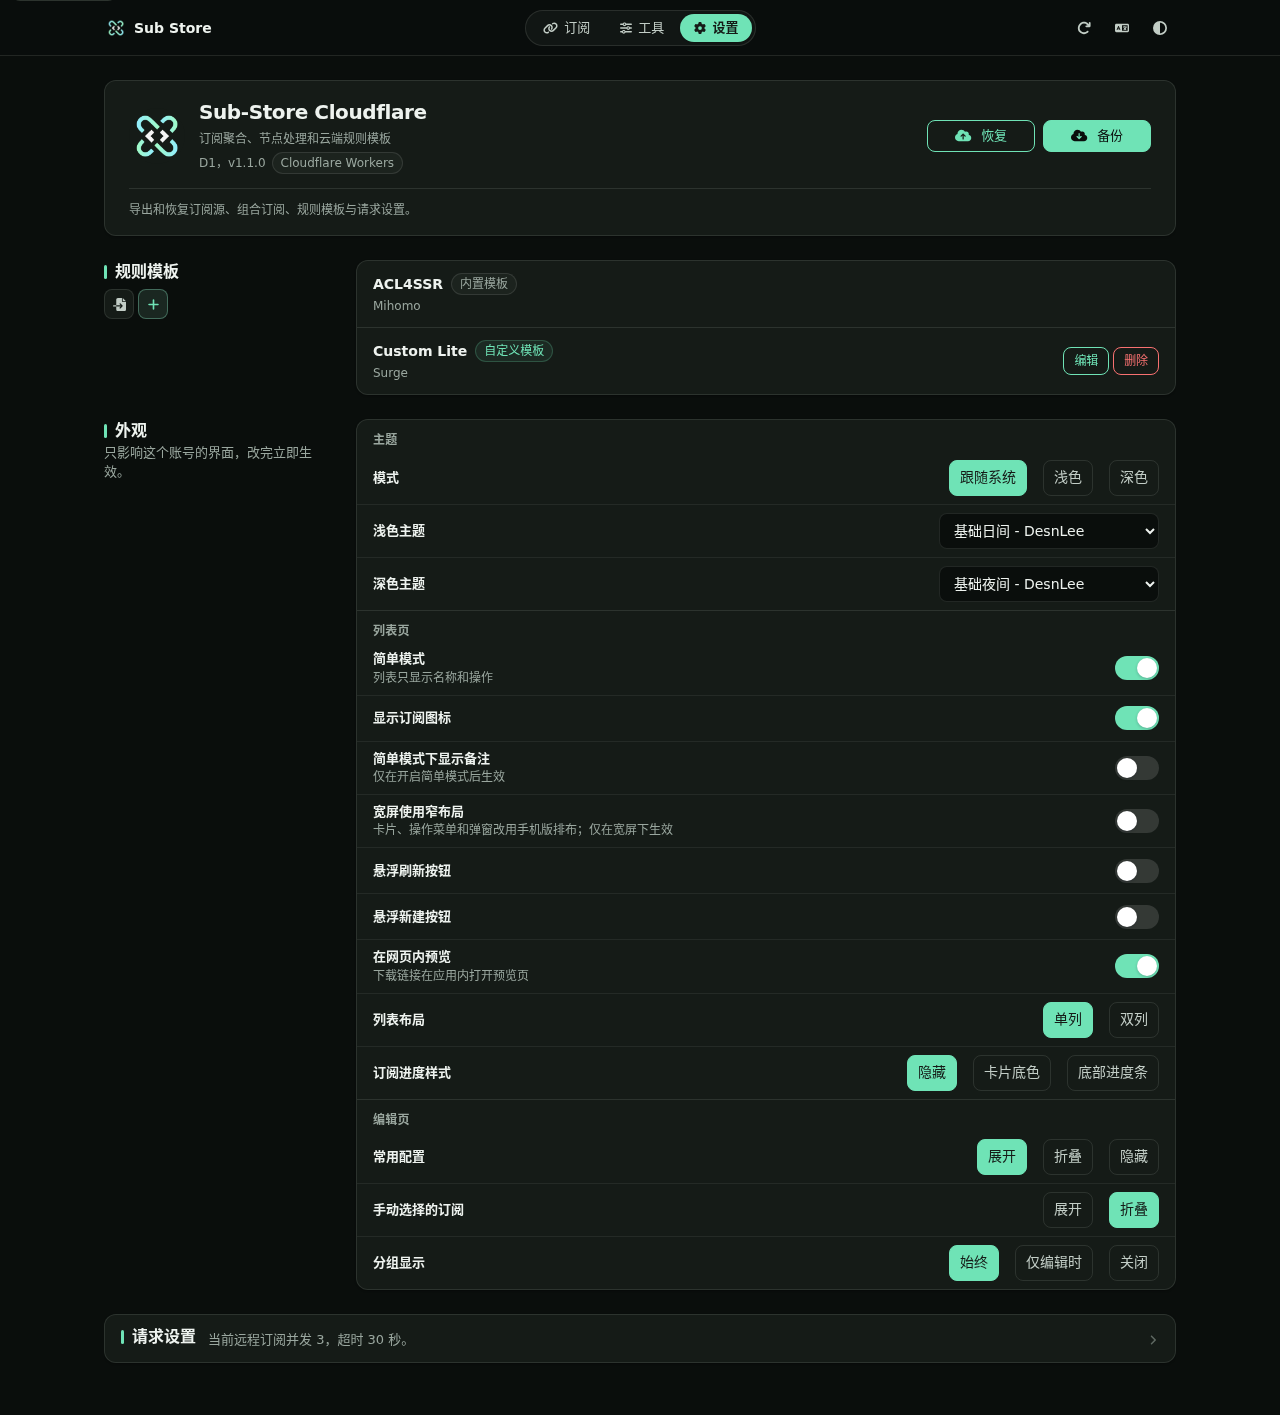 Sub Store
订阅
工具
设置
Sub-Store Cloudflare
订阅聚合、节点处理和云端规则模板
D1，v1.1.0 Cloudflare Workers
恢复
备份
导出和恢复订阅源、组合订阅、规则模板与请求设置。
规则模板
ACL4SSR 内置模板
Mihomo
Custom Lite 自定义模板
Surge
编辑 删除
外观
只影响这个账号的界面，改完立即生
效。
主题
模式
跟随系统 浅色 深色
浅色主题
基础日间 - DesnLee
深色主题
基础夜间 - DesnLee
列表页
简单模式
列表只显示名称和操作
显示订阅图标
简单模式下显示备注
仅在开启简单模式后生效
宽屏使用窄布局
卡片、操作菜单和弹窗改用手机版排布；仅在宽屏下生效
悬浮刷新按钮
悬浮新建按钮
在网页内预览
下载链接在应用内打开预览页
列表布局
单列 双列
订阅进度样式
隐藏 卡片底色 底部进度条
编辑页
常用配置
展开 折叠 隐藏
手动选择的订阅
展开 折叠
分组显示
始终 仅编辑时 关闭
请求设置 当前远程订阅并发 3，超时 30 秒。